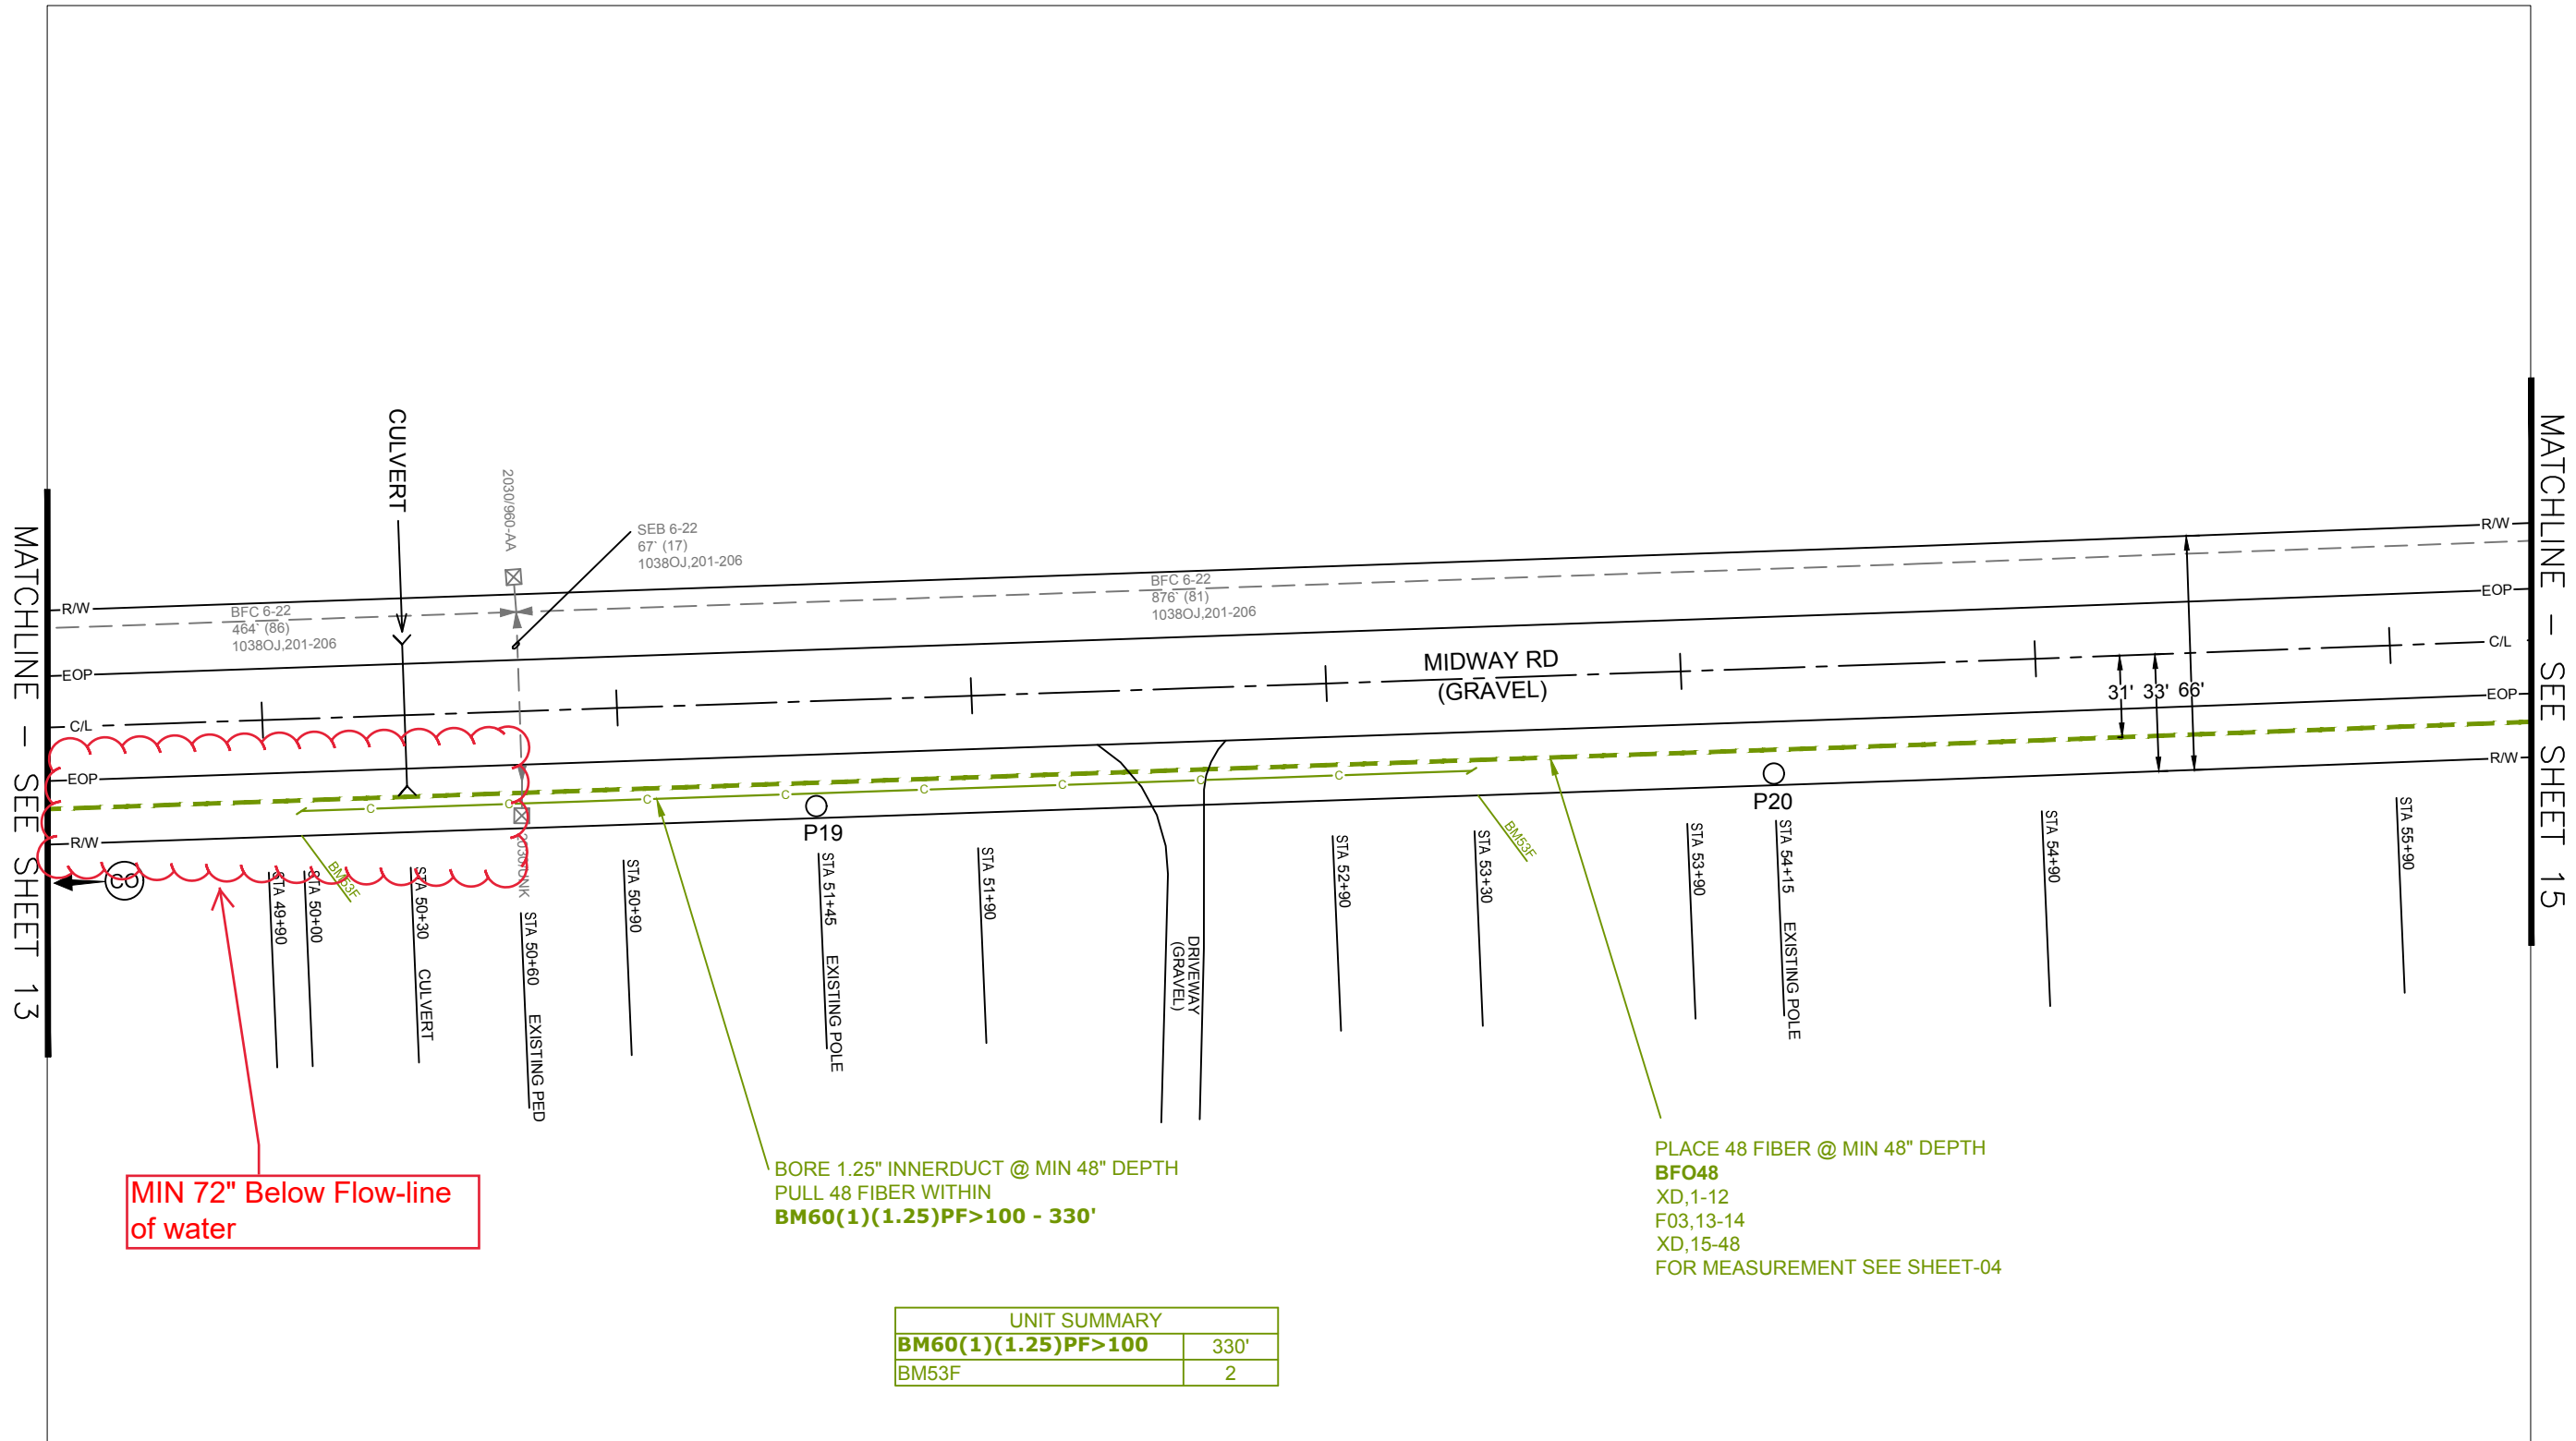 CULVERT
2030/960-AA
SEB 6-22
67` (17)
1038OJ,201-206
BFC 6-22
464` (86)
1038OJ,201-206
BFC 6-22
876` (81)
1038OJ,201-206
MATCHLINE - SEE SHEET 13
MATCHLINE - SEE SHEET 15
R/W
EOP
C/L
EOP
R/W
R/W
EOP
C/L
EOP
R/W
MIDWAY RD
(GRAVEL)
31' 33' 66'
C C C C C C C C
P19
P20
CO
BM53F
BM53F
STA 49+90
STA 50+00
STA 50+30 CULVERT
STA 50+60 EXISTING PED
STA 50+90
STA 51+45 EXISTING POLE
STA 51+90
DRIVEWAY
(GRAVEL)
STA 52+90
STA 53+30
STA 53+90
STA 54+15 EXISTING POLE
STA 54+90
STA 55+90
MIN 72" Below Flow-line
of water
BORE 1.25" INNERDUCT @ MIN 48" DEPTH
PULL 48 FIBER WITHIN
BM60(1)(1.25)PF>100 - 330'
PLACE 48 FIBER @ MIN 48" DEPTH
BFO48
XD,1-12
F03,13-14
XD,15-48
FOR MEASUREMENT SEE SHEET-04
UNIT SUMMARY
BM60(1)(1.25)PF>100 330'
BM53F 2